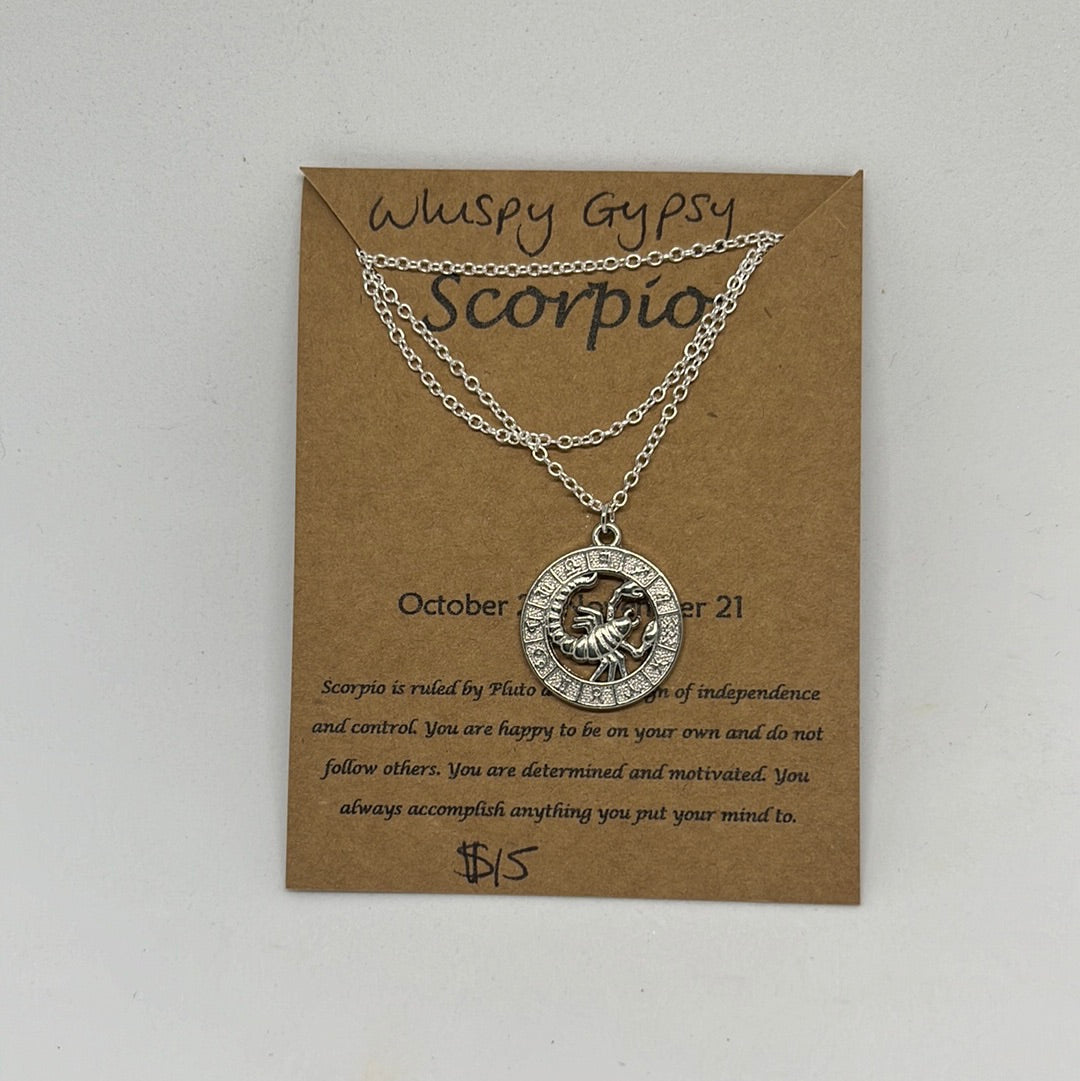 Whispy Gypsy
Scorpio
October 21
Scorpio is ruled by Pluto of independence
and control. You are happy to be on your own and do not
follow others. You are determined and motivated. You
always accomplish anything you put your mind to.
$15